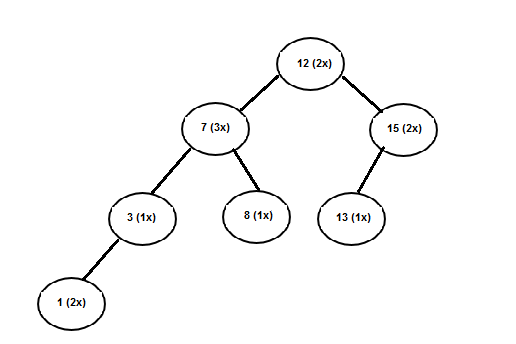 12 (2x)
7 (3x)
15 (2x)
3 (1x)
8 (1x)
13 (1x)
1 (2x)